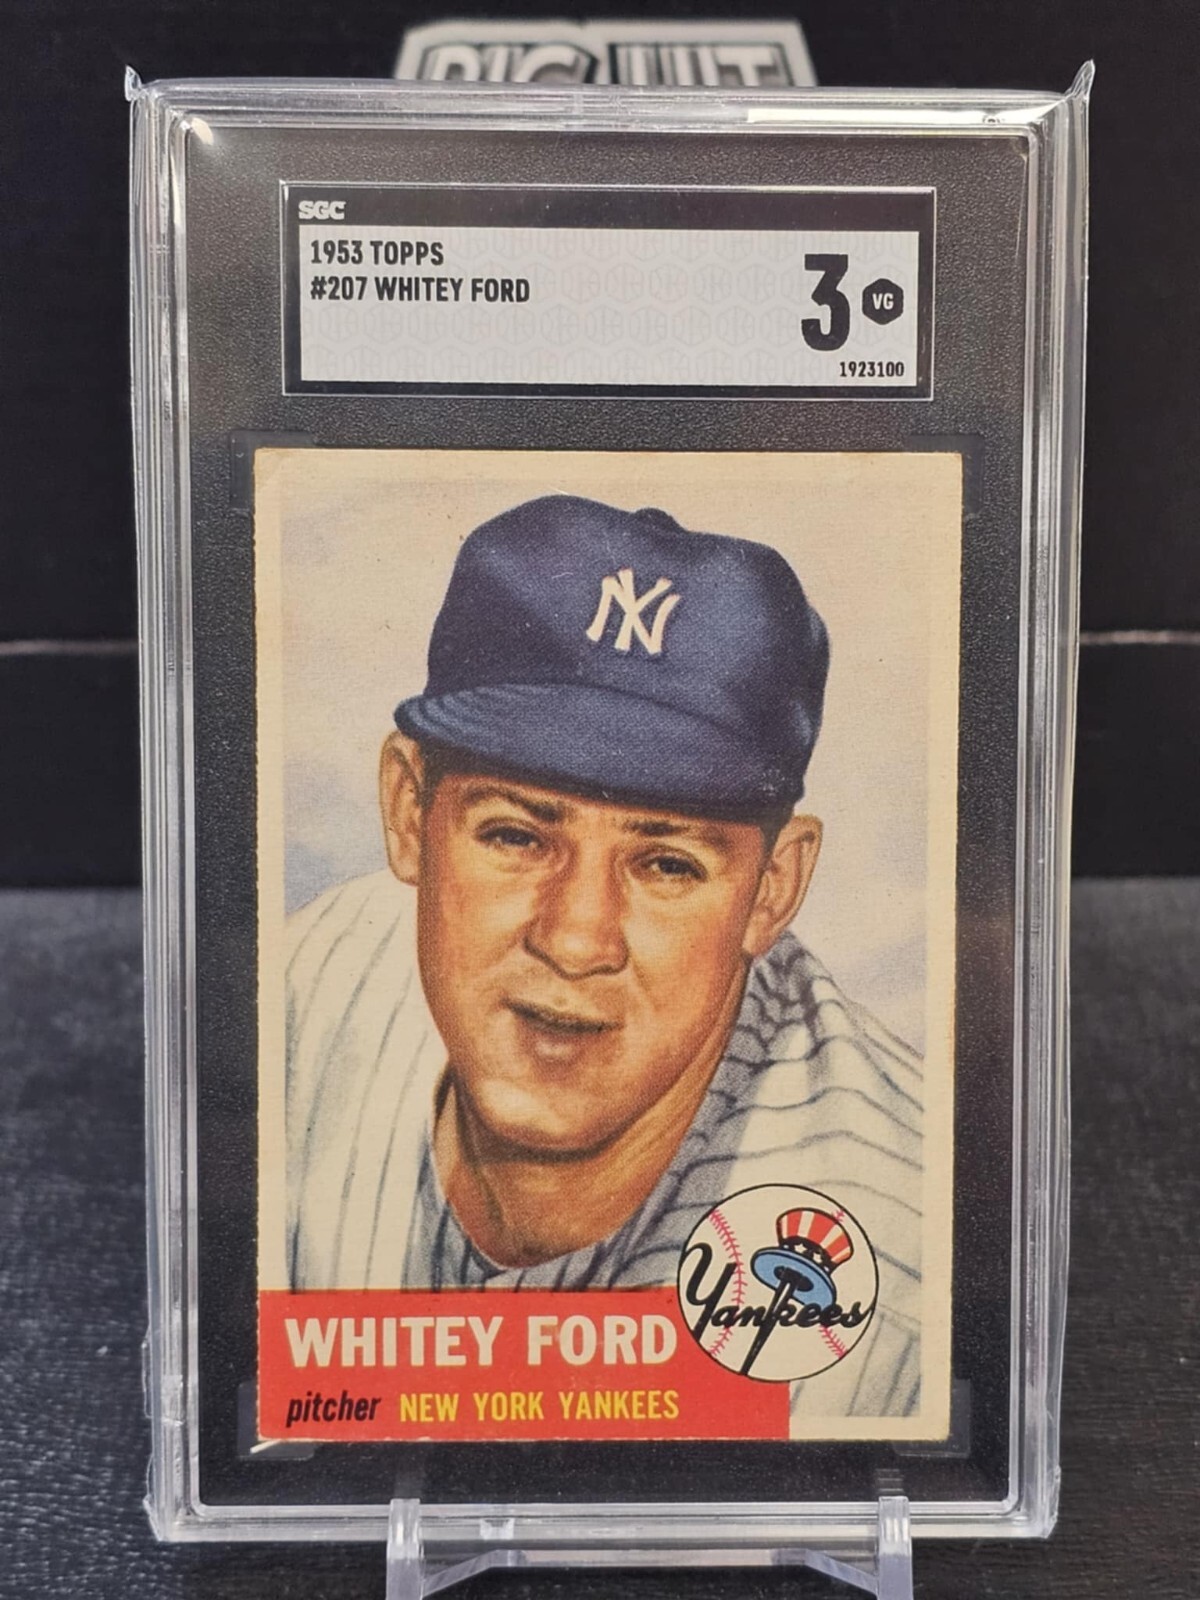 SGC
1953 TOPPS
#207 WHITEY FORD
3 VG
1923100
NY
Yankees
WHITEY FORD
pitcher NEW YORK YANKEES